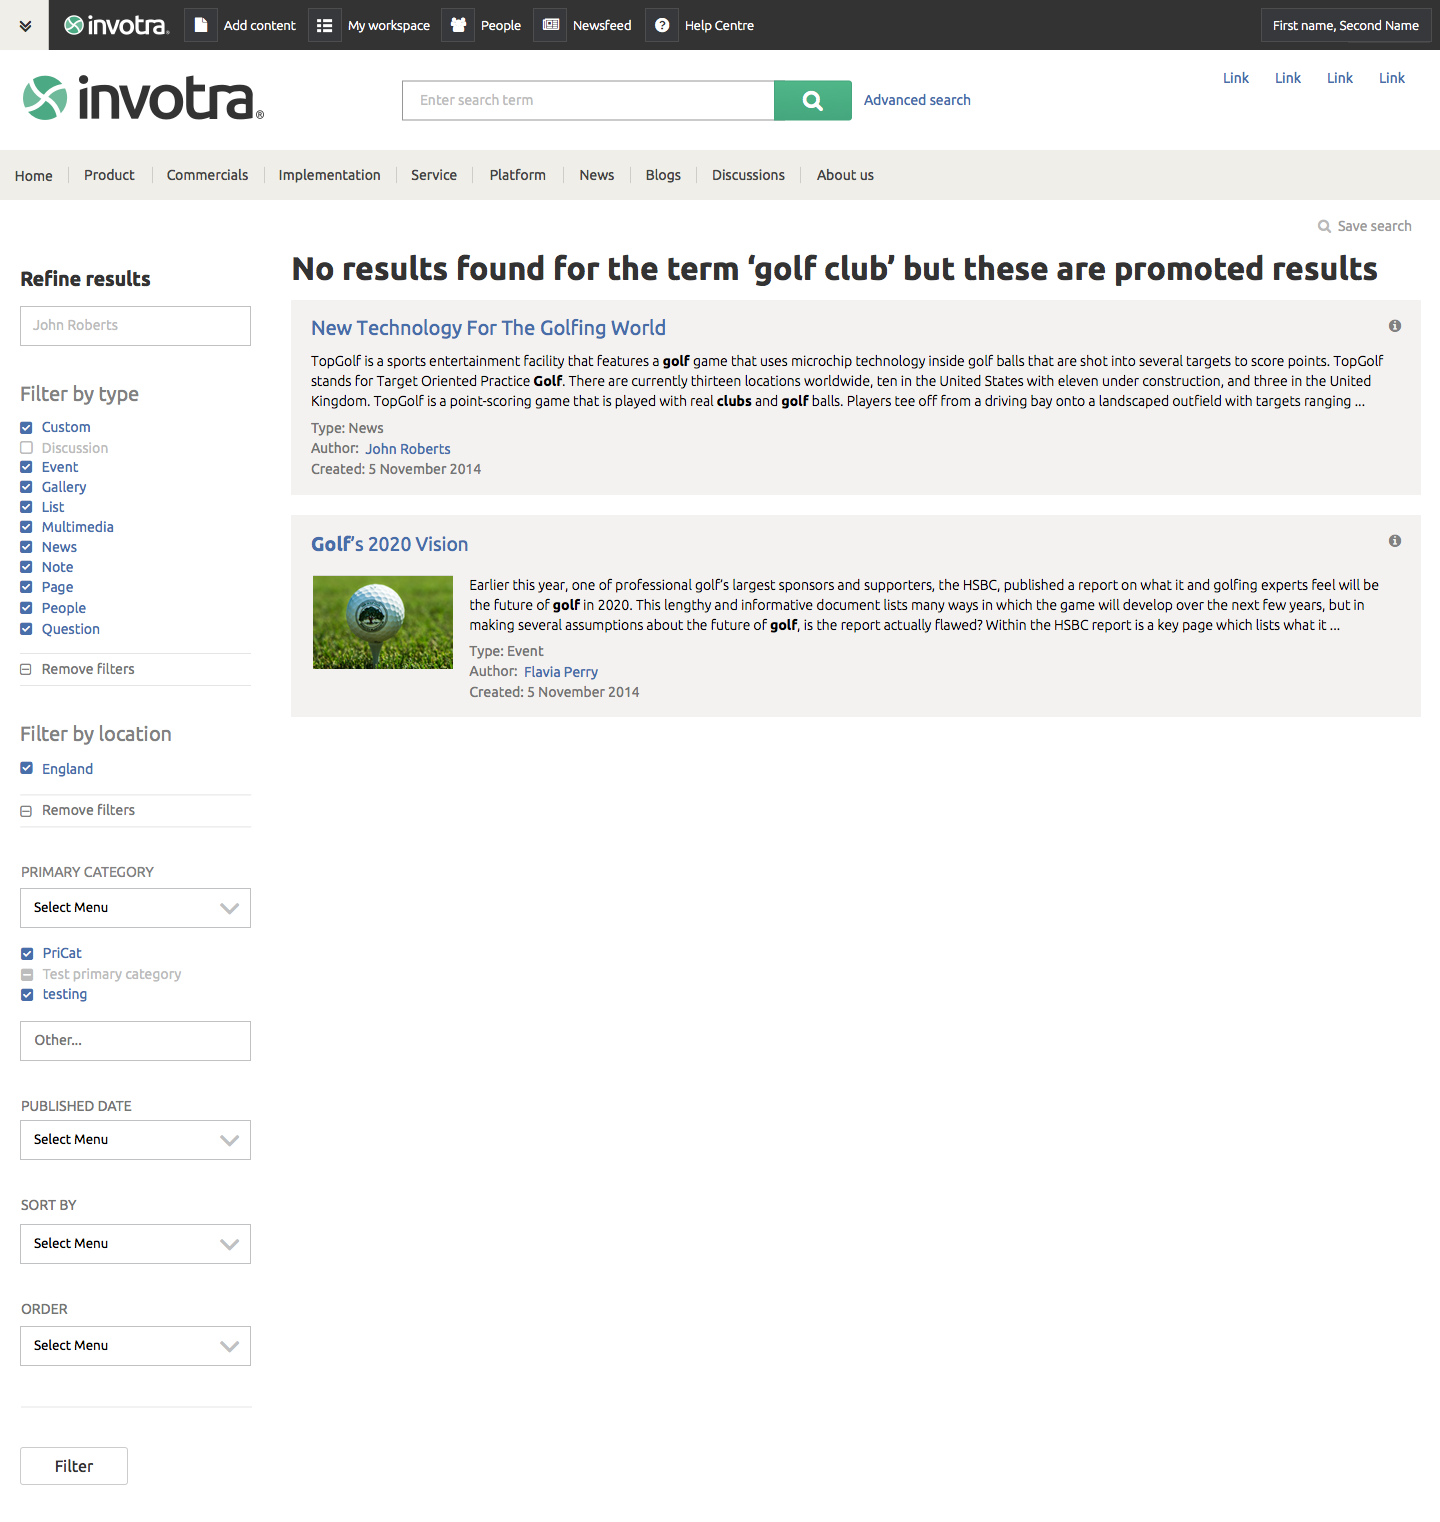 invotra.
Add content
My workspace
People
Newsfeed
Help Centre
First name, Second Name
invotra®
Enter search term
Advanced search
Link
Link
Link
Link
Home
Product
Commercials
Implementation
Service
Platform
News
Blogs
Discussions
About us
Save search
Refine results
John Roberts
Filter by type
Custom
Discussion
Event
Gallery
List
Multimedia
News
Note
Page
People
Question
Remove filters
Filter by location
England
Remove filters
PRIMARY CATEGORY
Select Menu
PriCat
Test primary category
testing
Other...
PUBLISHED DATE
Select Menu
SORT BY
Select Menu
ORDER
Select Menu
Filter
No results found for the term ‘golf club’ but these are promoted results
New Technology For The Golfing World
TopGolf is a sports entertainment facility that features a golf game that uses microchip technology inside golf balls that are shot into several targets to score points. TopGolf
stands for Target Oriented Practice Golf. There are currently thirteen locations worldwide, ten in the United States with eleven under construction, and three in the United
Kingdom. TopGolf is a point-scoring game that is played with real clubs and golf balls. Players tee off from a driving bay onto a landscaped outfield with targets ranging ...
Type: News
Author: John Roberts
Created: 5 November 2014
Golf’s 2020 Vision
Earlier this year, one of professional golf’s largest sponsors and supporters, the HSBC, published a report on what it and golfing experts feel will be
the future of golf in 2020. This lengthy and informative document lists many ways in which the game will develop over the next few years, but in
making several assumptions about the future of golf, is the report actually flawed? Within the HSBC report is a key page which lists what it ...
Type: Event
Author: Flavia Perry
Created: 5 November 2014